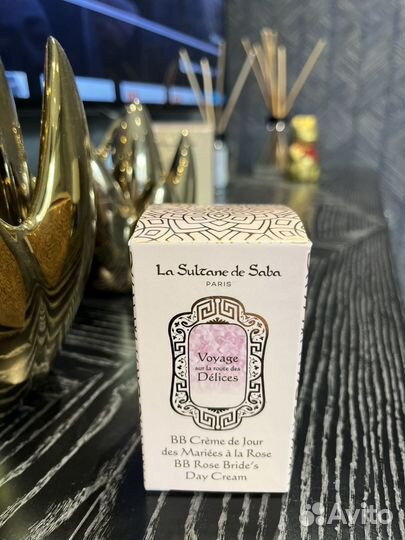 La Sultane de Saba
PARIS
Voyage
sur la route des
Délices
BB Crème de Jour
des Mariées à la Rose
BB Rose Bride's
Day Cream
Avito